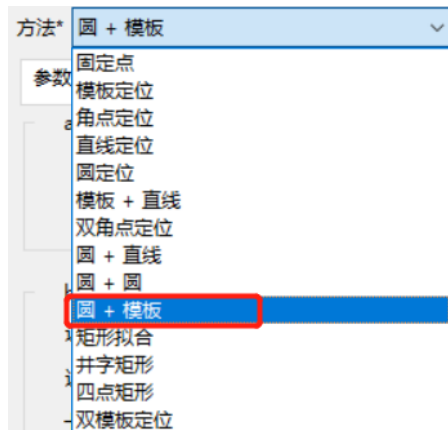 方法* 圆 + 模板
固定点
参数
模板定位
角点定位
直线定位
圆定位
模板 + 直线
双角点定位
圆 + 直线
圆 + 圆
圆 + 模板
矩形拟合
井字矩形
四点矩形
双模板定位